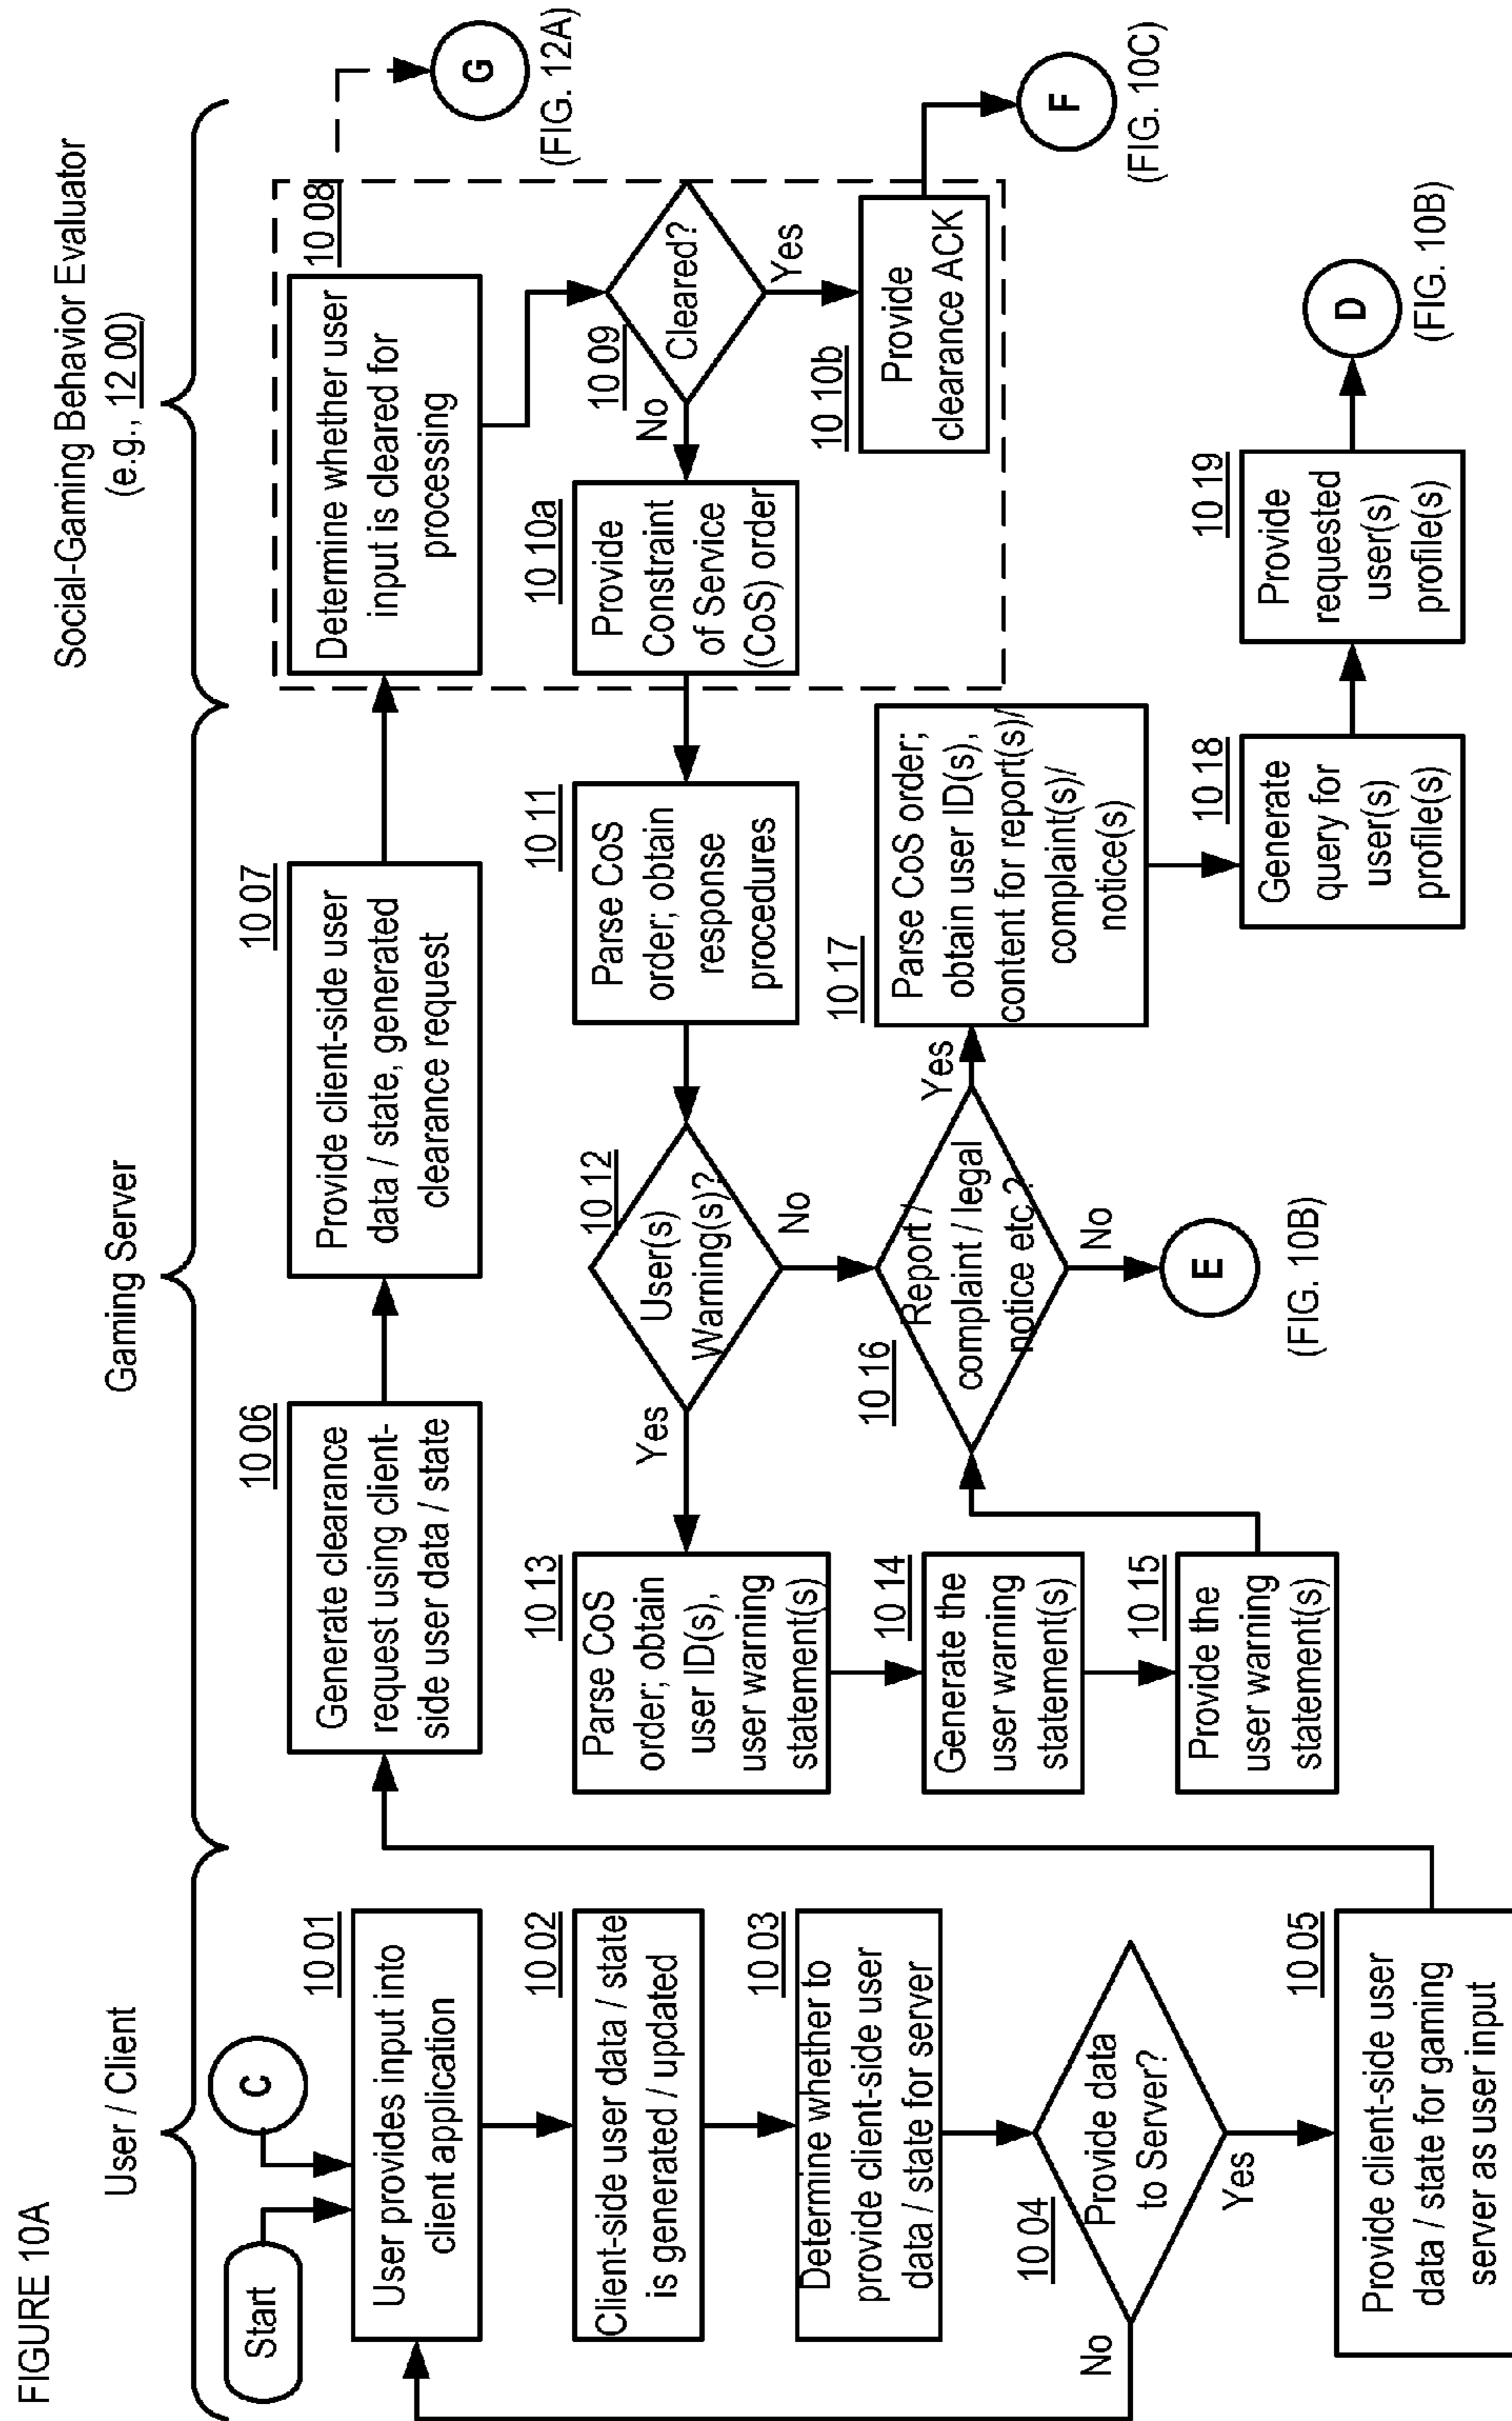 FIGURE 10A
User / Client
Gaming Server
Social-Gaming Behavior Evaluator
(e.g., 12 00)
Start
C
10 01
User provides input into
client application
10 02
Client-side user data / state
is generated / updated
10 03
Determine whether to
provide client-side user
data / state for server
10 04
Provide data
to Server?
No
Yes
10 05
Provide client-side user
data / state for gaming
server as user input
10 06
Generate clearance
request using client-
side user data / state
10 07
Provide client-side user
data / state, generated
clearance request
10 08
Determine whether user
input is cleared for
processing
G
(FIG. 12A)
10 09
Cleared?
No
Yes
10 10a
Provide
Constraint
of Service
(CoS) order
10 10b
Provide
clearance ACK
F
(FIG. 10C)
10 11
Parse CoS
order; obtain
response
procedures
10 12
User(s)
Warning(s)?
Yes
No
10 13
Parse CoS
order; obtain
user ID(s),
user warning
statement(s)
10 14
Generate the
user warning
statement(s)
10 15
Provide the
user warning
statement(s)
10 16
Report /
complaint / legal
notice etc.?
Yes
No
E
(FIG. 10B)
10 17
Parse CoS order;
obtain user ID(s),
content for report(s)/
complaint(s)/
notice(s)
10 18
Generate
query for
user(s)
profile(s)
10 19
Provide
requested
user(s)
profile(s)
D
(FIG. 10B)